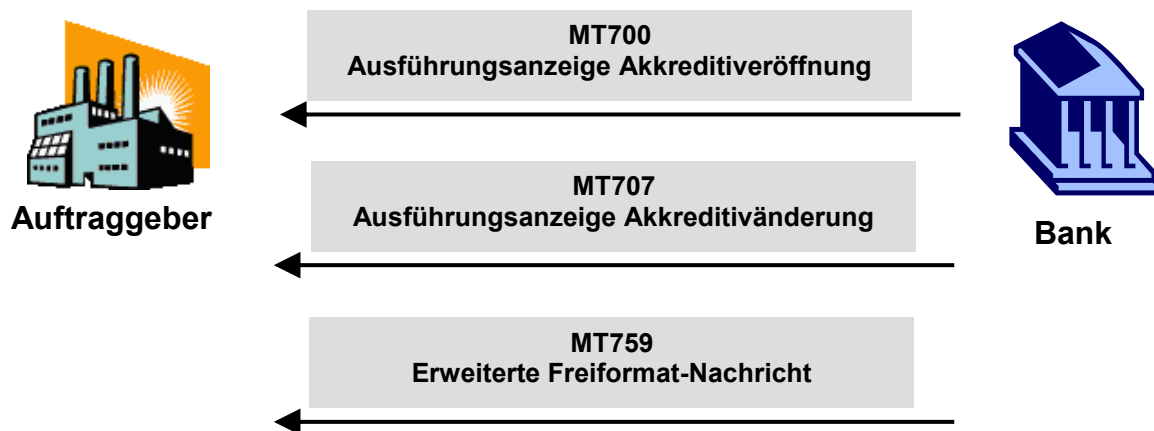 MT700
Ausführungsanzeige Akkreditiveröffnung
MT707
Ausführungsanzeige Akkreditivänderung
Auftraggeber
Bank
MT759
Erweiterte Freiformat-Nachricht